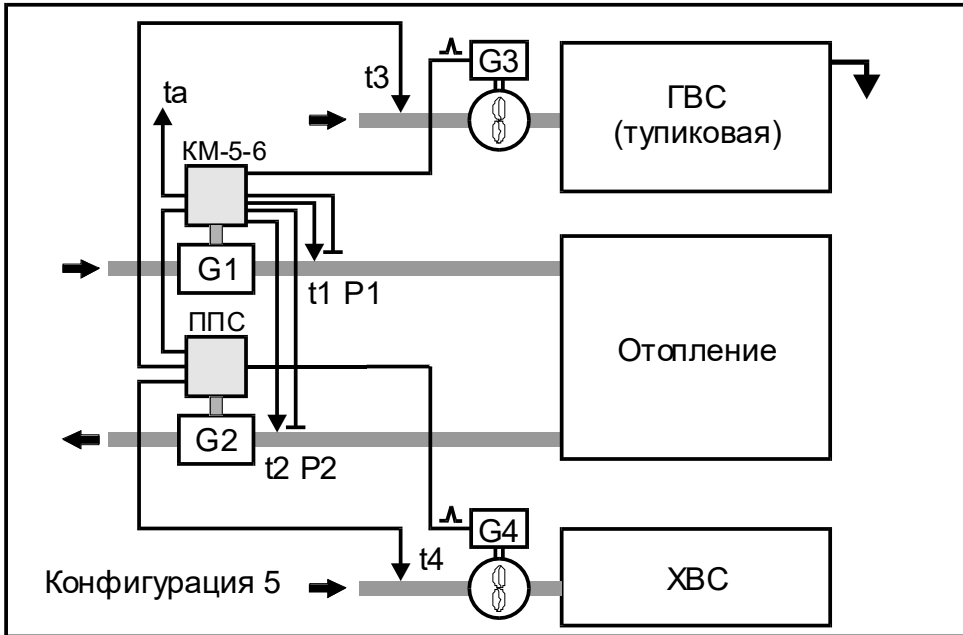 t3
G3
ГВС
(тупиковая)
ta
КМ-5-6
G1
t1 P1
ППС
Отопление
G2
t2 P2
G4
t4
Конфигурация 5
ХВС